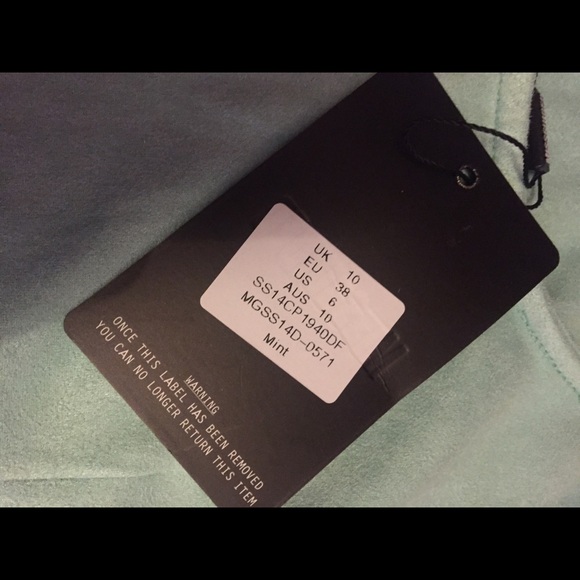 UK 10
EU 38
US 6
AUS 10
SS14CP1940DF
MGSS14D-0571
Mint
WARNING
ONCE THIS LABEL HAS BEEN REMOVED
YOU CAN NO LONGER RETURN THIS ITEM